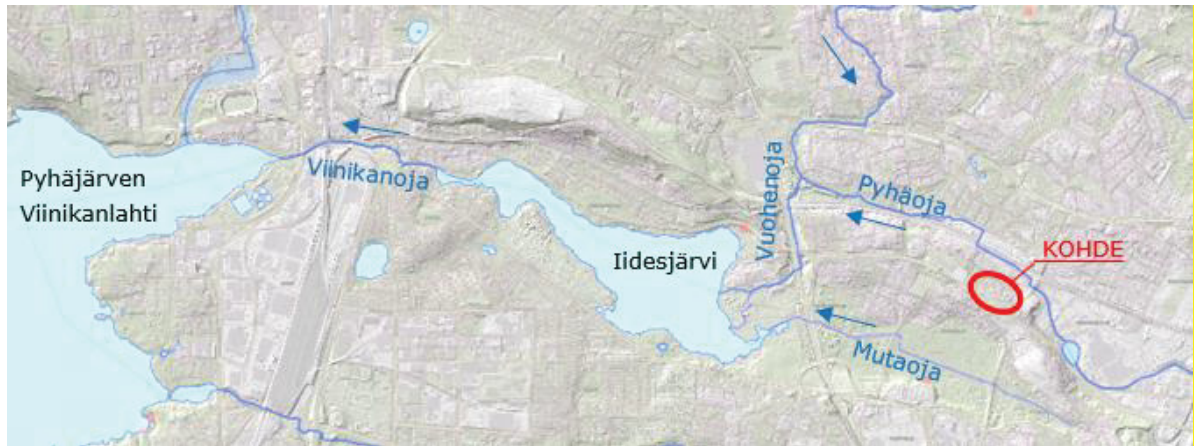 Pyhäjärven
Viinikanlahti
Viinikanoja
Iidesjärvi
Vuohenoja
Pyhäoja
KOHDE
Mutaoja